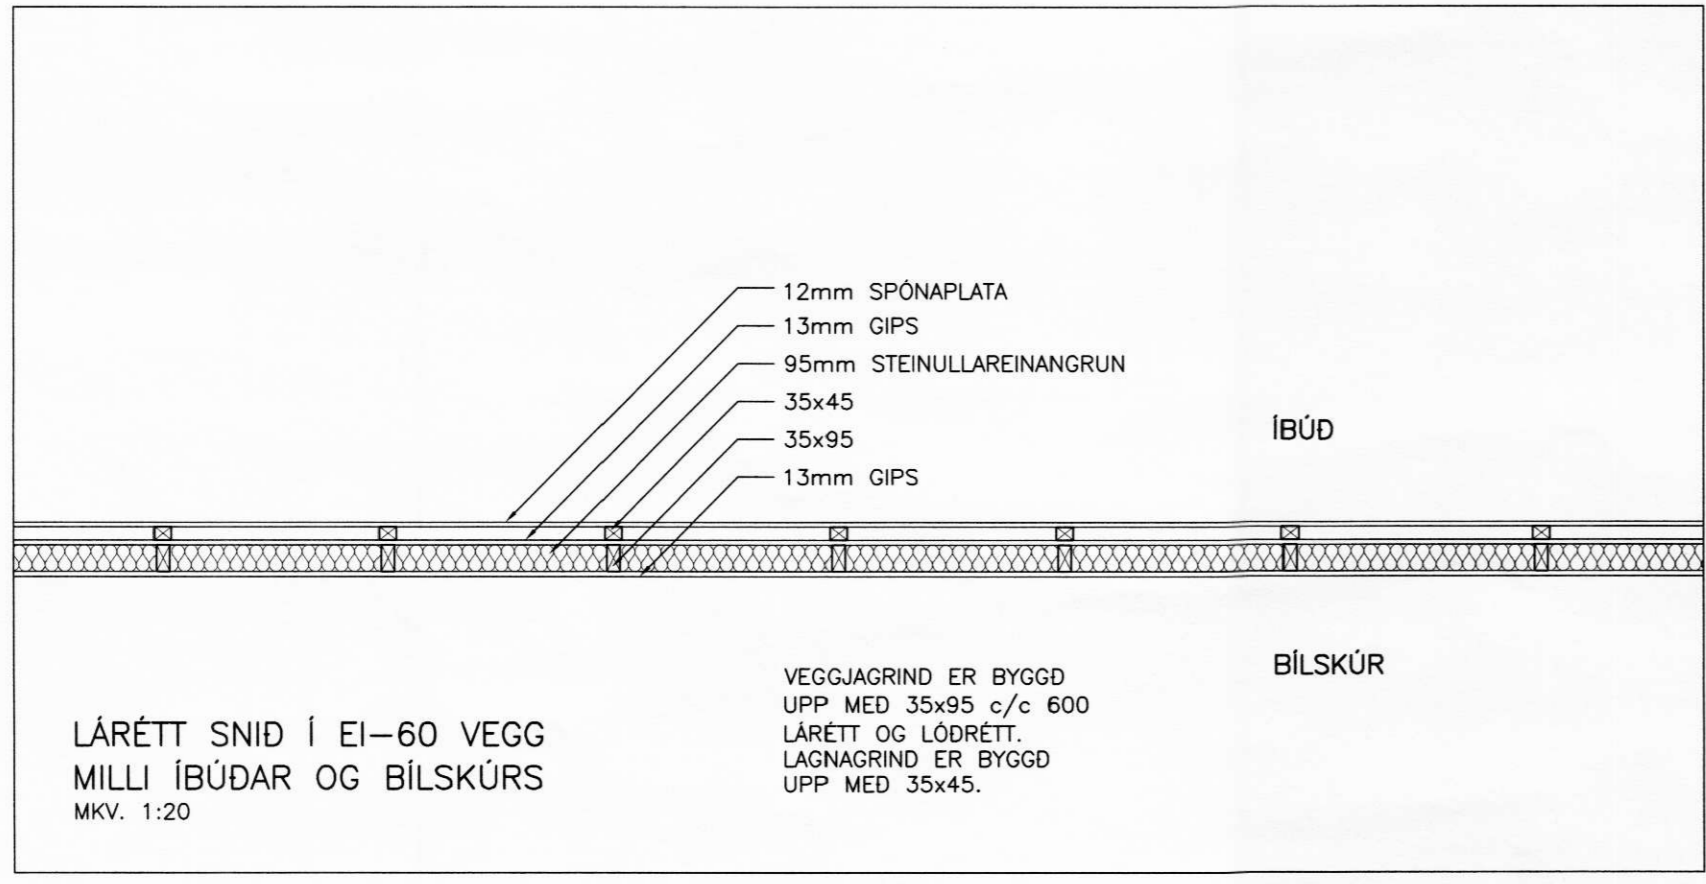 12mm SPÓNAPLATA
13mm GIPS
95mm STEINULLAREINANGRUN
35x45
35x95
13mm GIPS
ÍBÚÐ
BÍLSKÚR
VEGGJAGRIND ER BYGGÐ
UPP MEÐ 35x95 c/c 600
LÁRÉTT OG LÓÐRÉTT.
LAGNAGRIND ER BYGGÐ
UPP MEÐ 35x45.
LÁRÉTT SNIÐ Í EI-60 VEGG
MILLI ÍBÚÐAR OG BÍLSKÚRS
MKV. 1:20